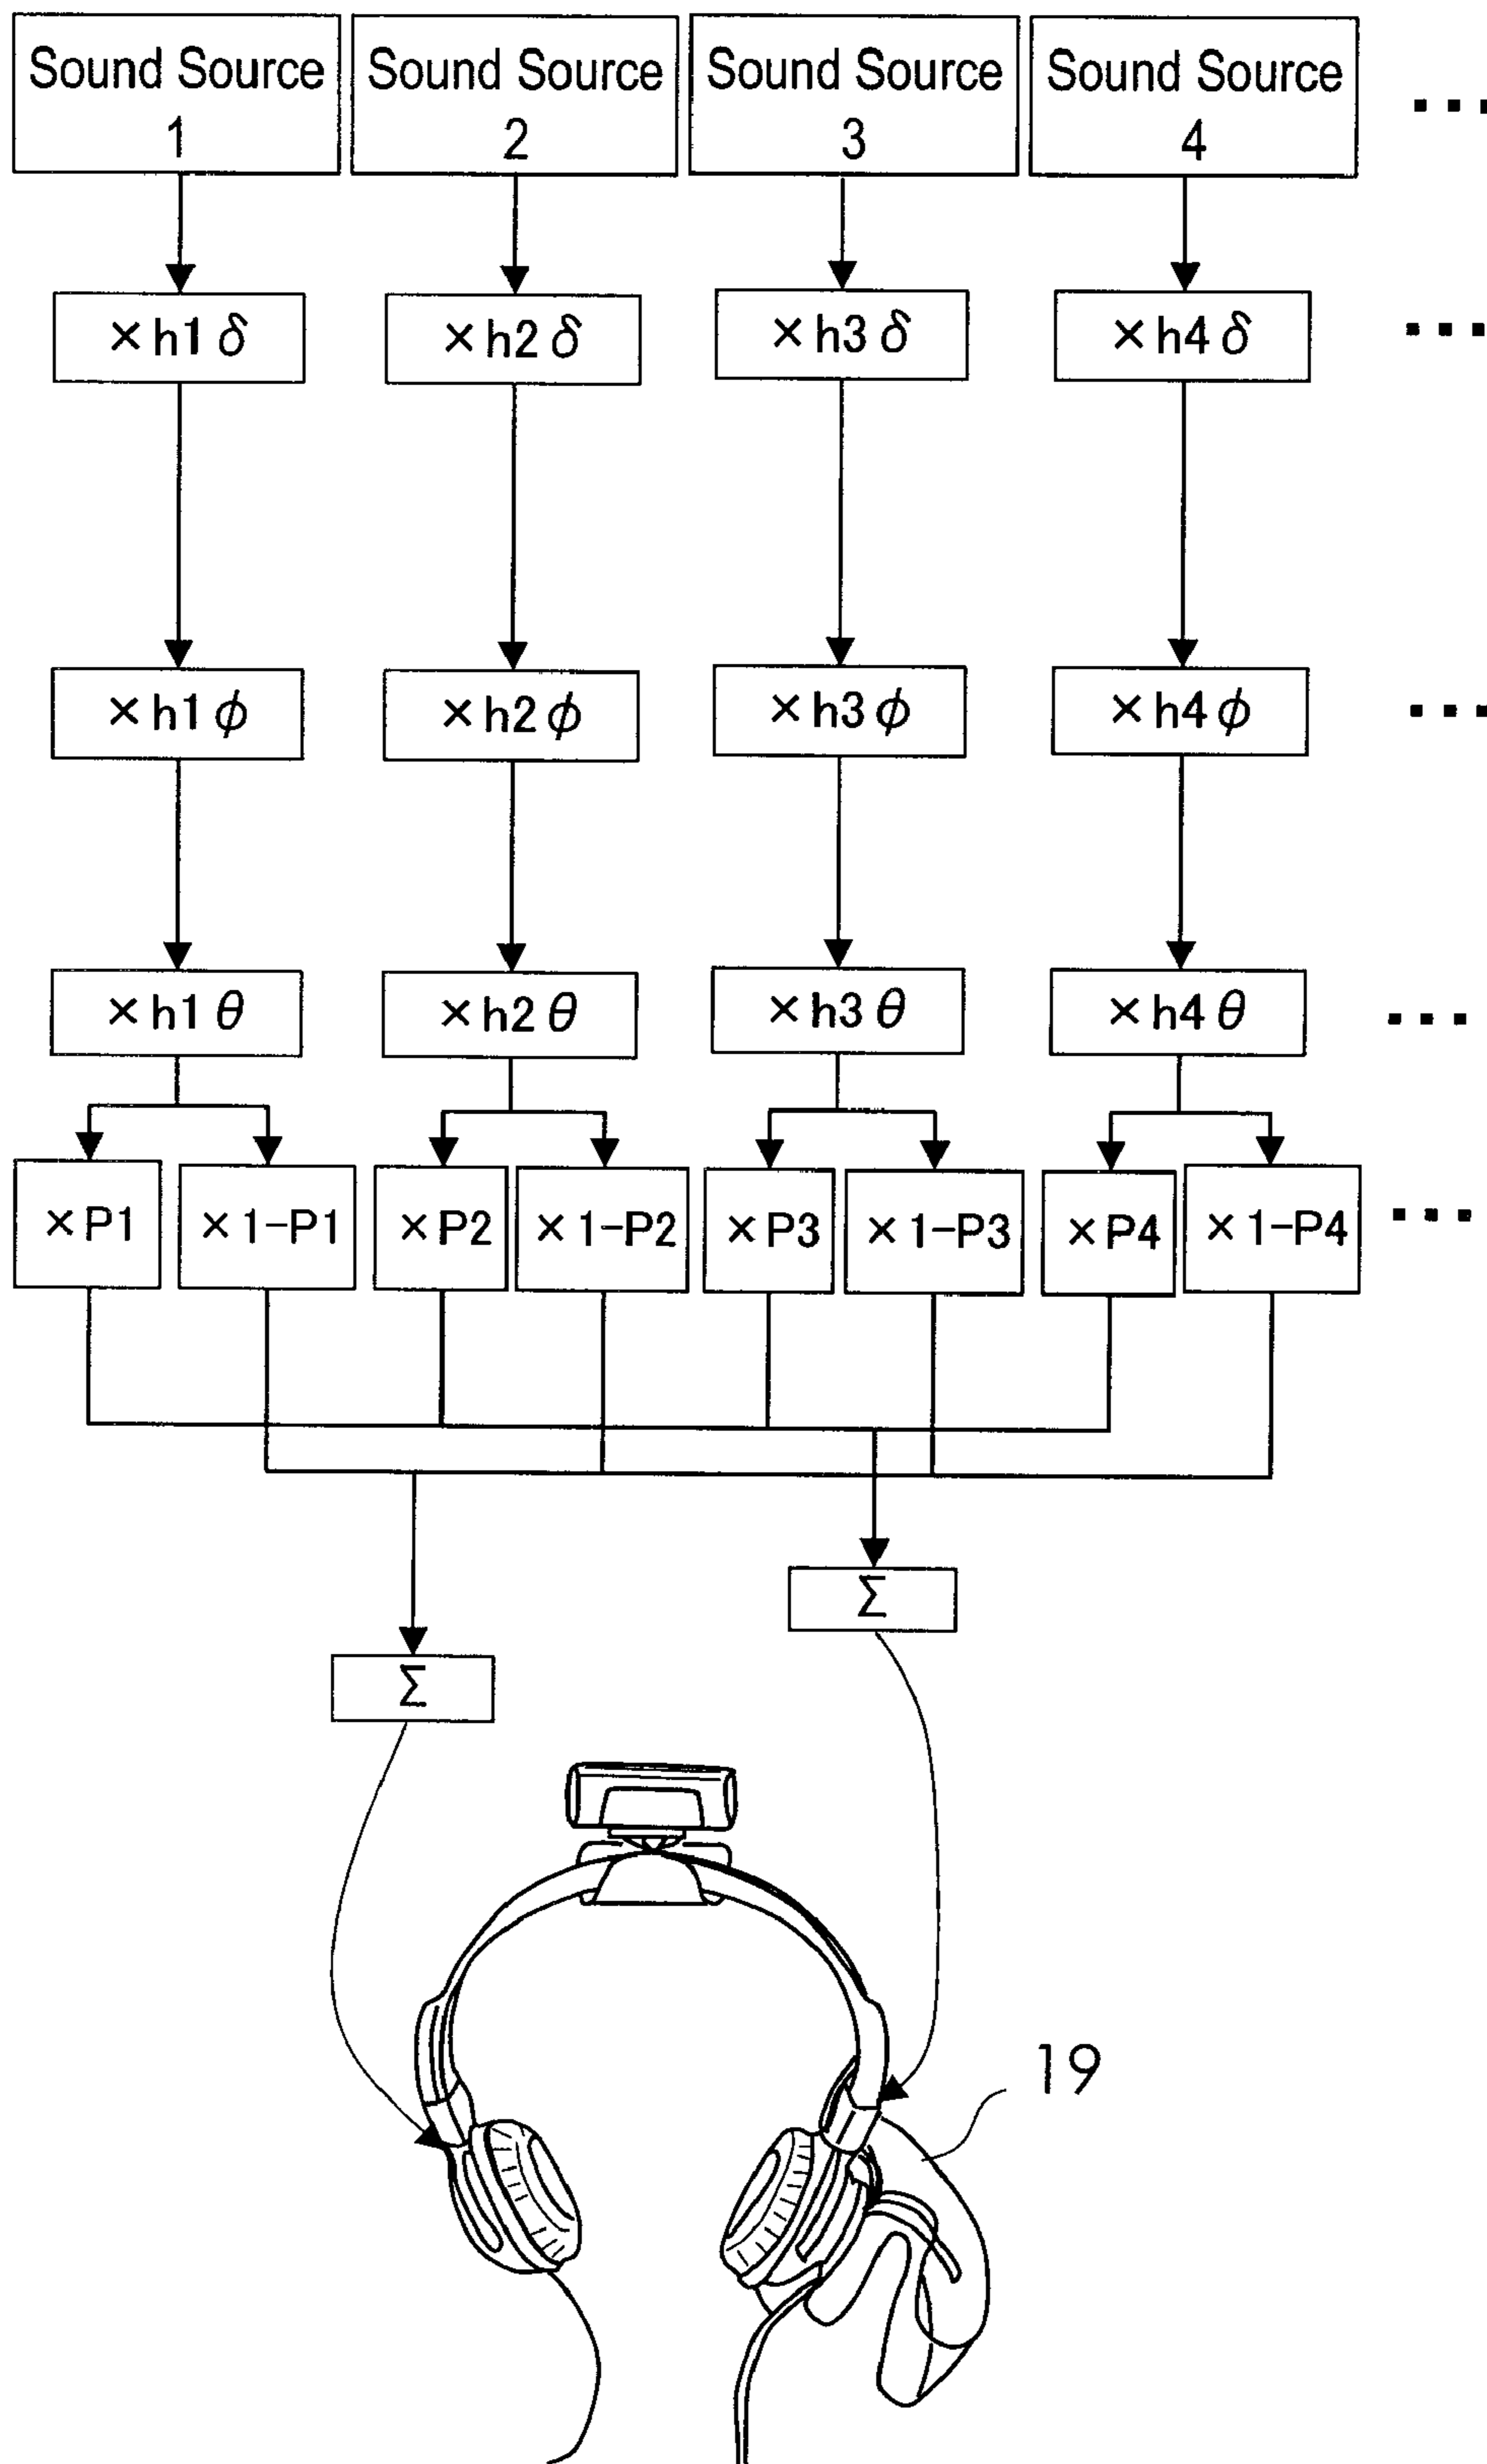 Sound Source 1
Sound Source 2
Sound Source 3
Sound Source 4
...
×h1δ
×h2δ
×h3δ
×h4δ
...
×h1φ
×h2φ
×h3φ
×h4φ
...
×h1θ
×h2θ
×h3θ
×h4θ
...
×P1
×1-P1
×P2
×1-P2
×P3
×1-P3
×P4
×1-P4
...
Σ
Σ
19